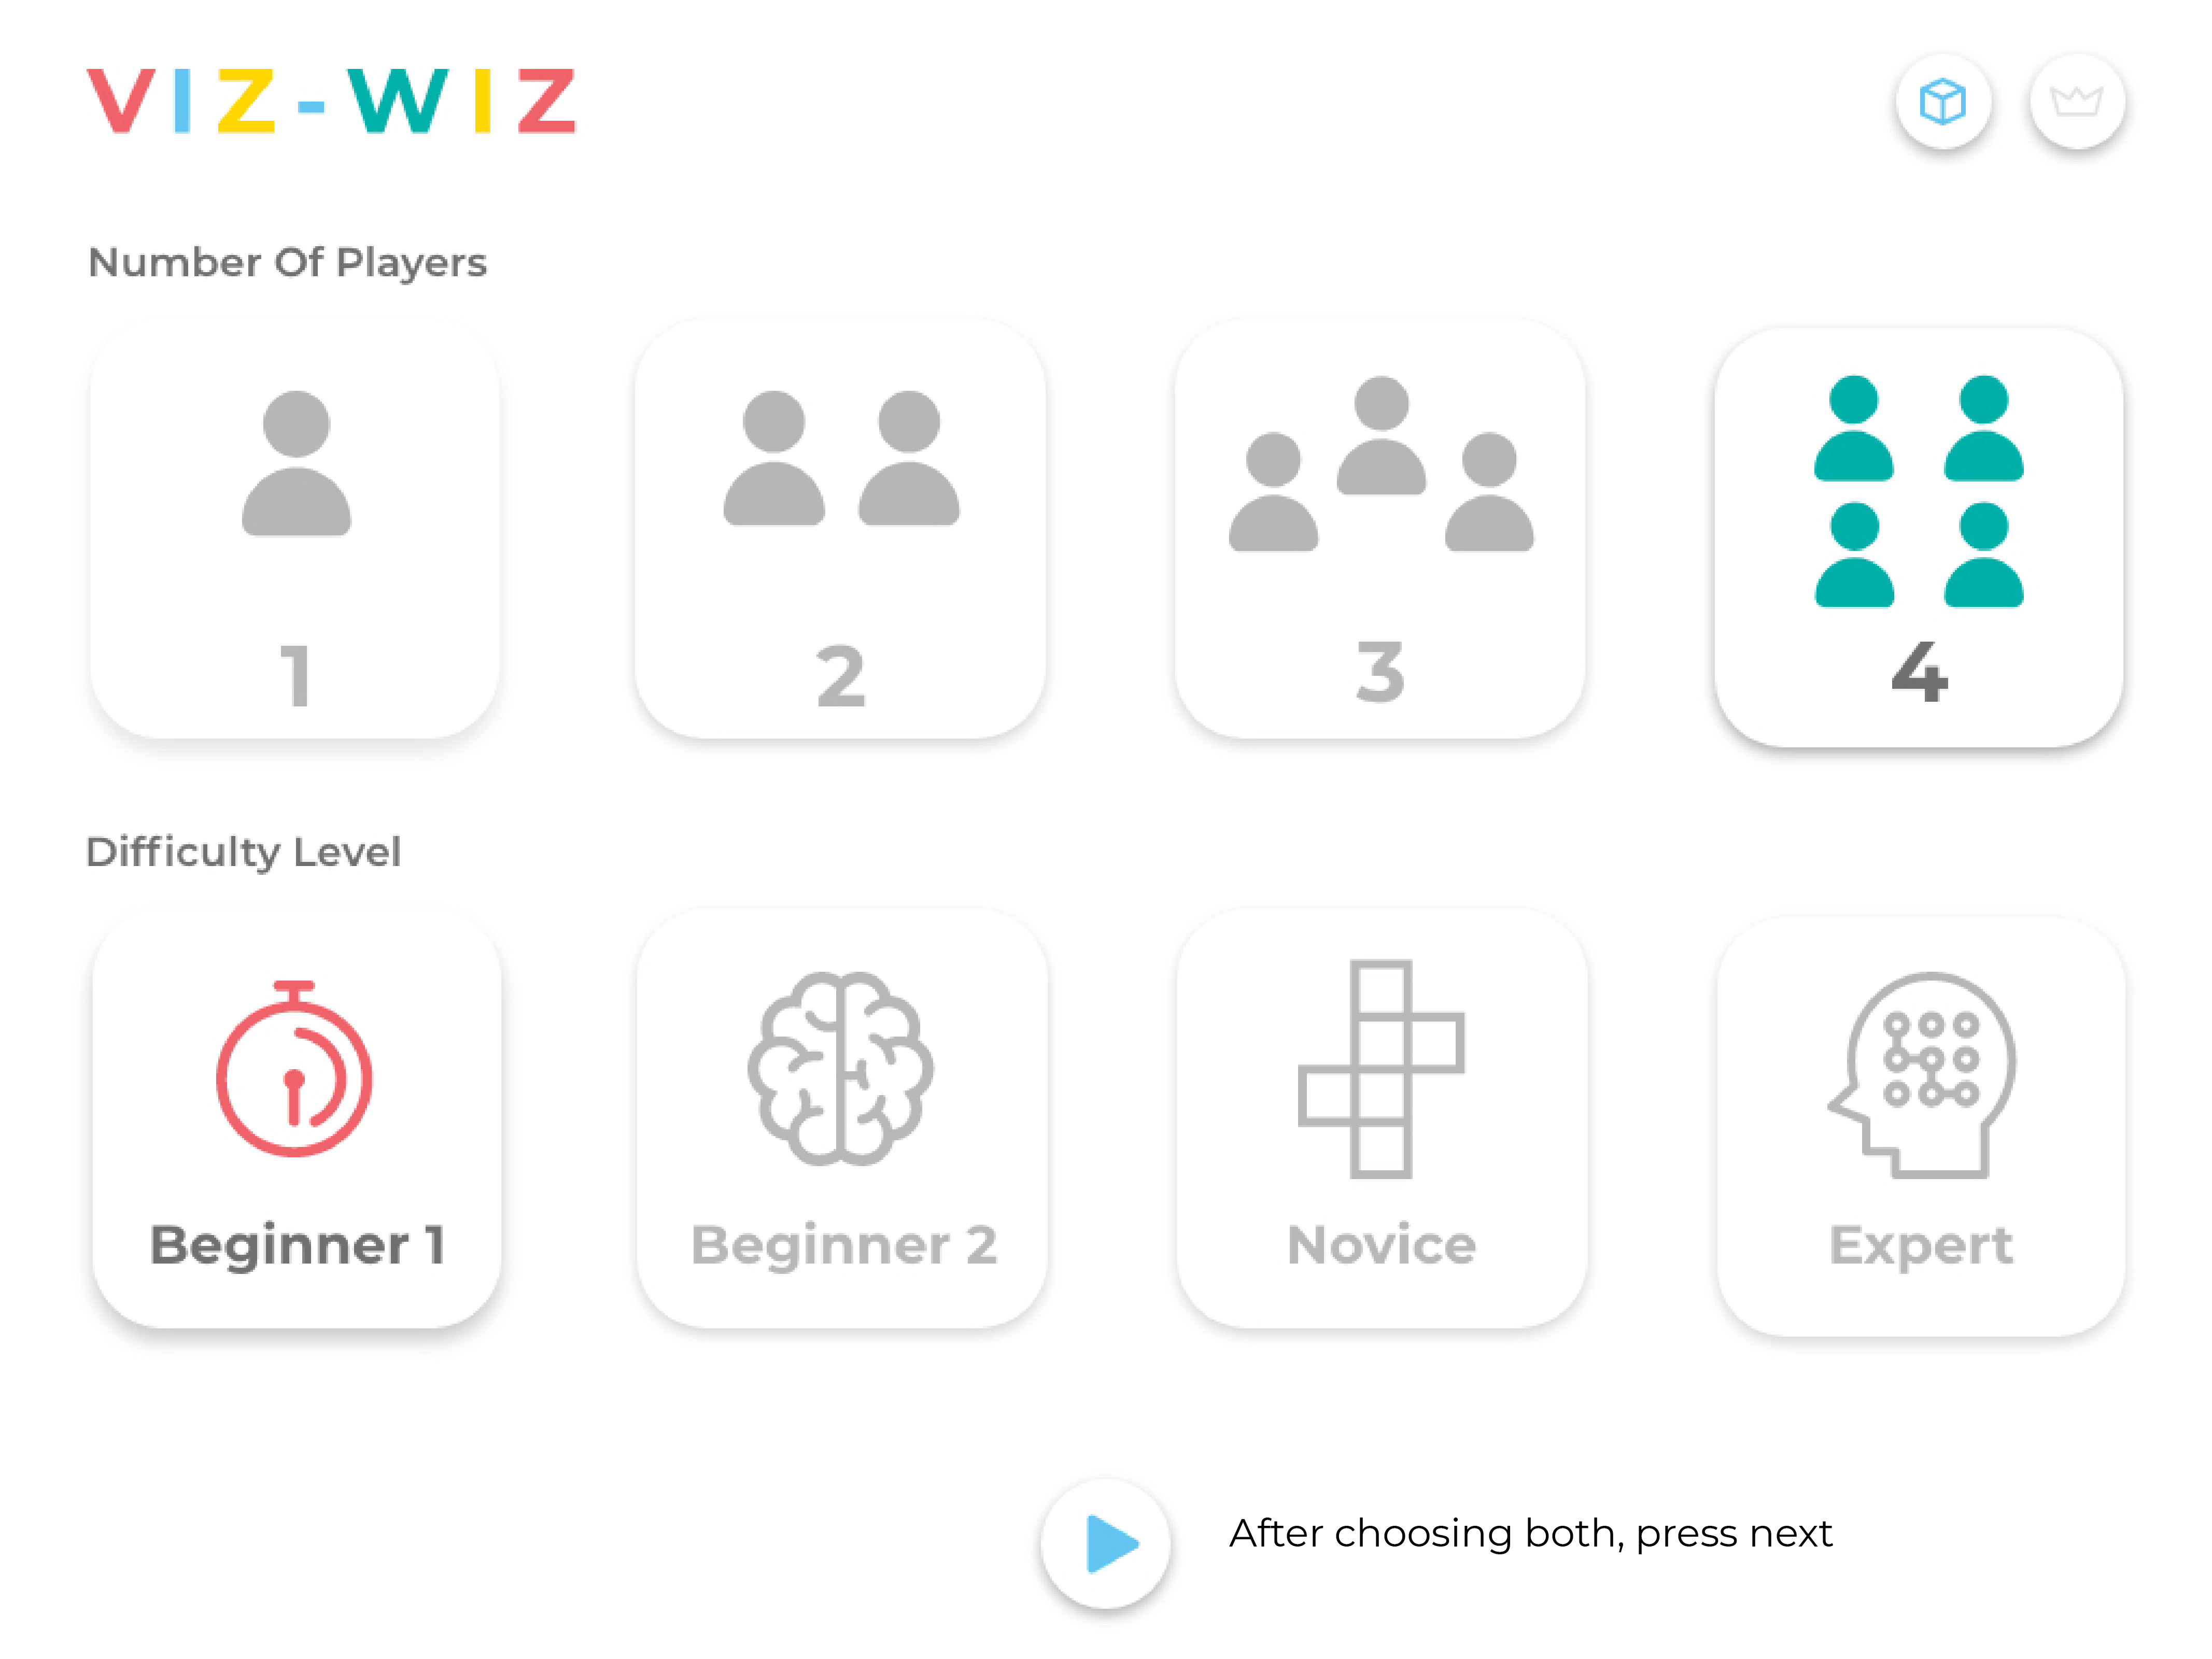 VIZ-WIZ
Number Of Players
1
2
3
4
Difficulty Level
Beginner 1
Beginner 2
Novice
Expert
After choosing both, press next